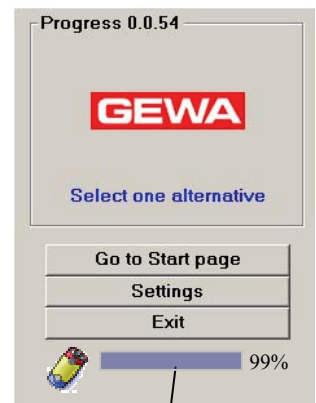 Progress 0.0.54
GEWA
Select one alternative
Go to Start page
Settings
Exit
99%